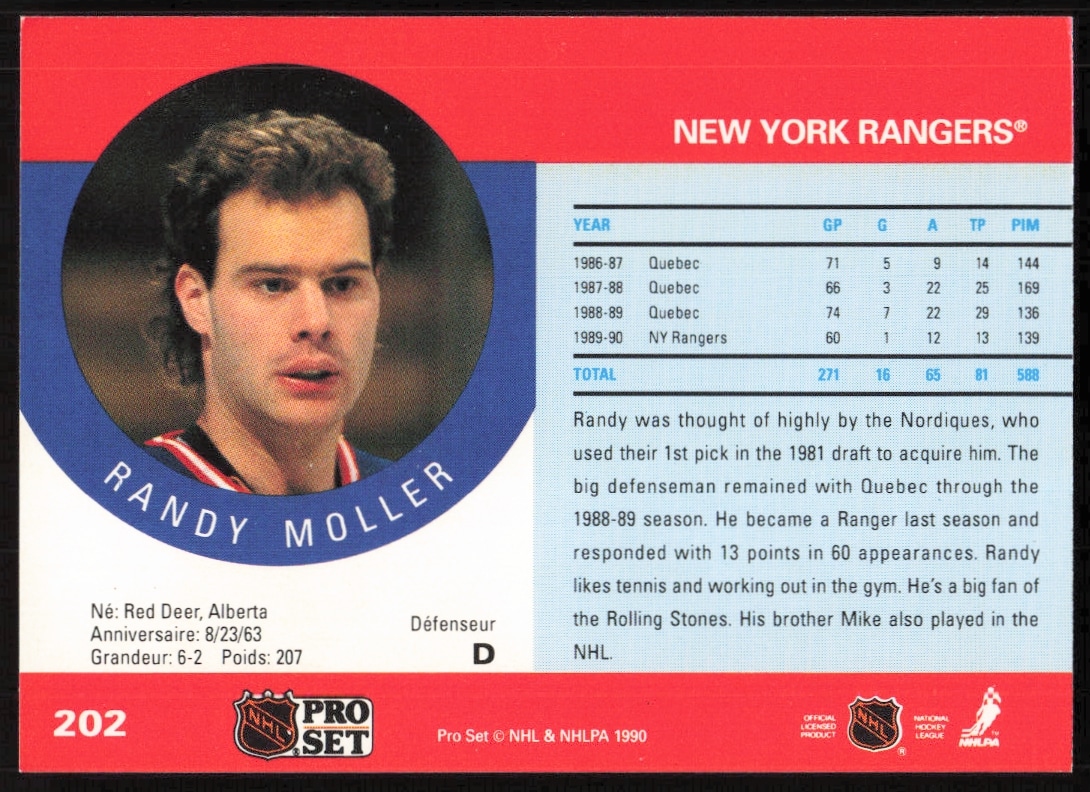 NEW YORK RANGERS®
YEAR GP G A TP PIM
1986-87 Quebec 71 5 9 14 144
1987-88 Quebec 66 3 22 25 169
1988-89 Quebec 74 7 22 29 136
1989-90 NY Rangers 60 1 12 13 139
TOTAL 271 16 65 81 588
Randy was thought of highly by the Nordiques, who
used their 1st pick in the 1981 draft to acquire him. The
big defenseman remained with Quebec through the
1988-89 season. He became a Ranger last season and
responded with 13 points in 60 appearances. Randy
likes tennis and working out in the gym. He's a big fan of
the Rolling Stones. His brother Mike also played in the
NHL.
RANDY MOLLER
Né: Red Deer, Alberta
Anniversaire: 8/23/63
Grandeur: 6-2 Poids: 207
Défenseur
D
202
NHL
PRO
SET
Pro Set © NHL & NHLPA 1990
OFFICIAL
LICENSED
PRODUCT
NHL
®
NATIONAL
HOCKEY
LEAGUE
NHLPA
TM